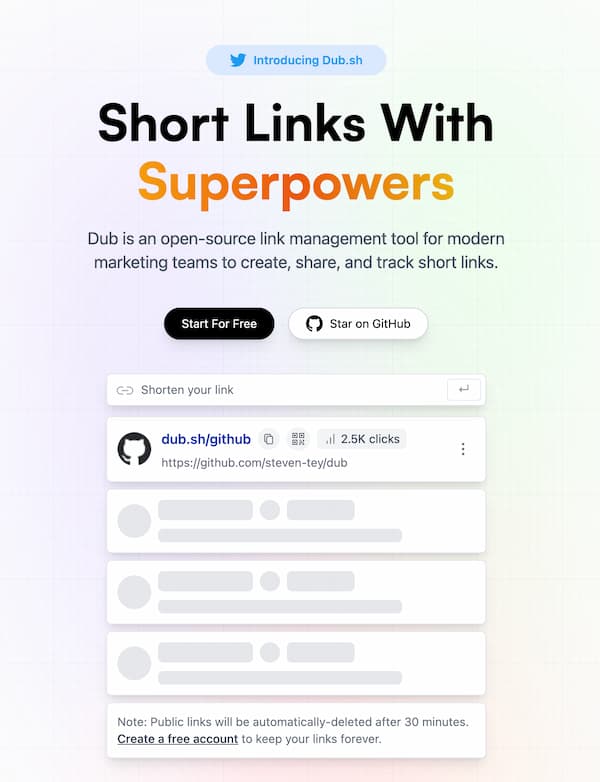 Introducing Dub.sh
Short Links With
Superpowers
Dub is an open-source link management tool for modern
marketing teams to create, share, and track short links.
Start For Free
Star on GitHub
Shorten your link
dub.sh/github
2.5K clicks
https://github.com/steven-tey/dub
Note: Public links will be automatically-deleted after 30 minutes.
Create a free account to keep your links forever.